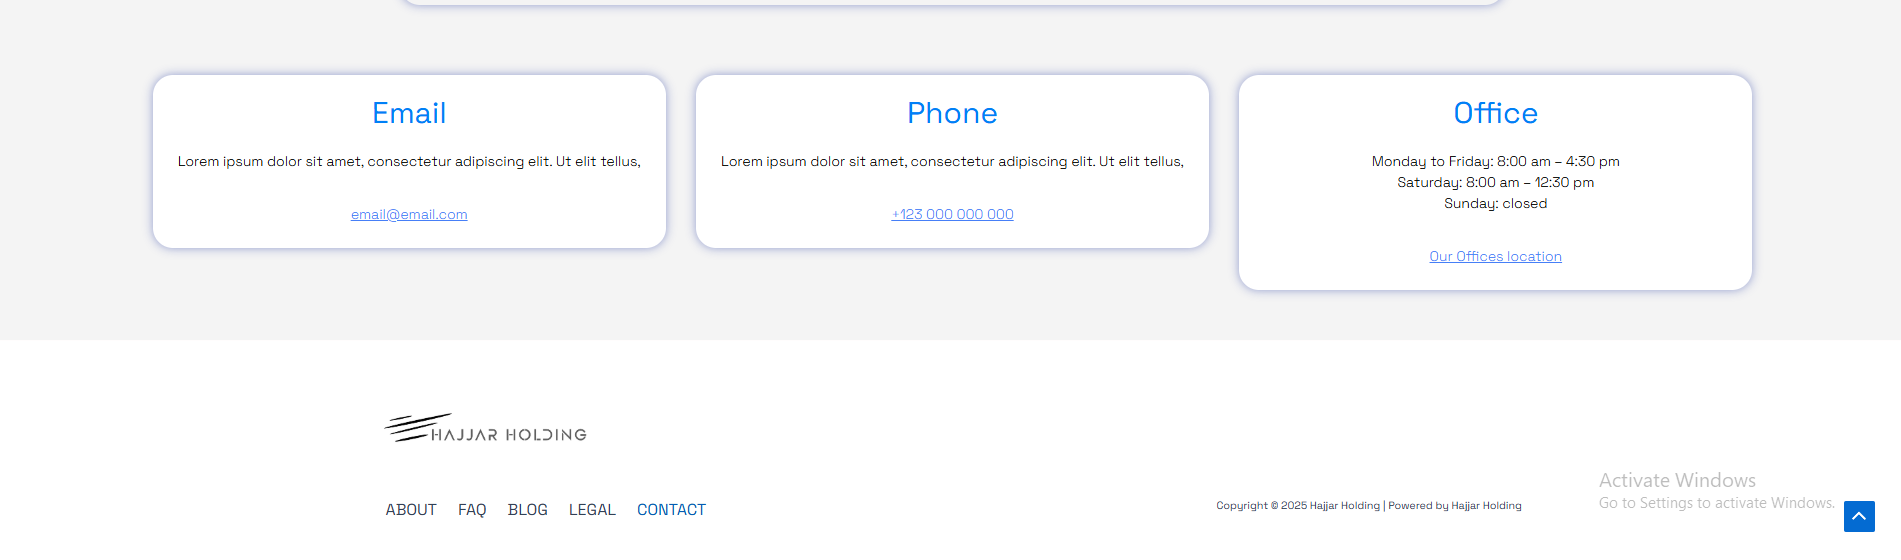 Email
Lorem ipsum dolor sit amet, consectetur adipiscing elit. Ut elit tellus,
email@email.com
Phone
Lorem ipsum dolor sit amet, consectetur adipiscing elit. Ut elit tellus,
+123 000 000 000
Office
Monday to Friday: 8:00 am – 4:30 pm
Saturday: 8:00 am – 12:30 pm
Sunday: closed
Our Offices location
HAJJAR HOLDING
ABOUT FAQ BLOG LEGAL CONTACT
Copyright © 2025 Hajjar Holding | Powered by Hajjar Holding
Activate Windows
Go to Settings to activate Windows.